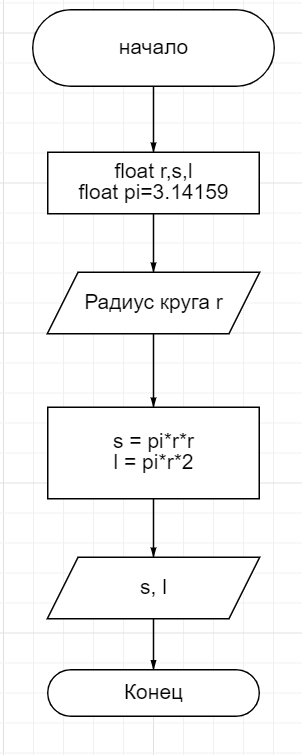 начало
float r,s,l
float pi=3.14159
Радиус круга r
s = pi*r*r
l = pi*r*2
s, l
Конец